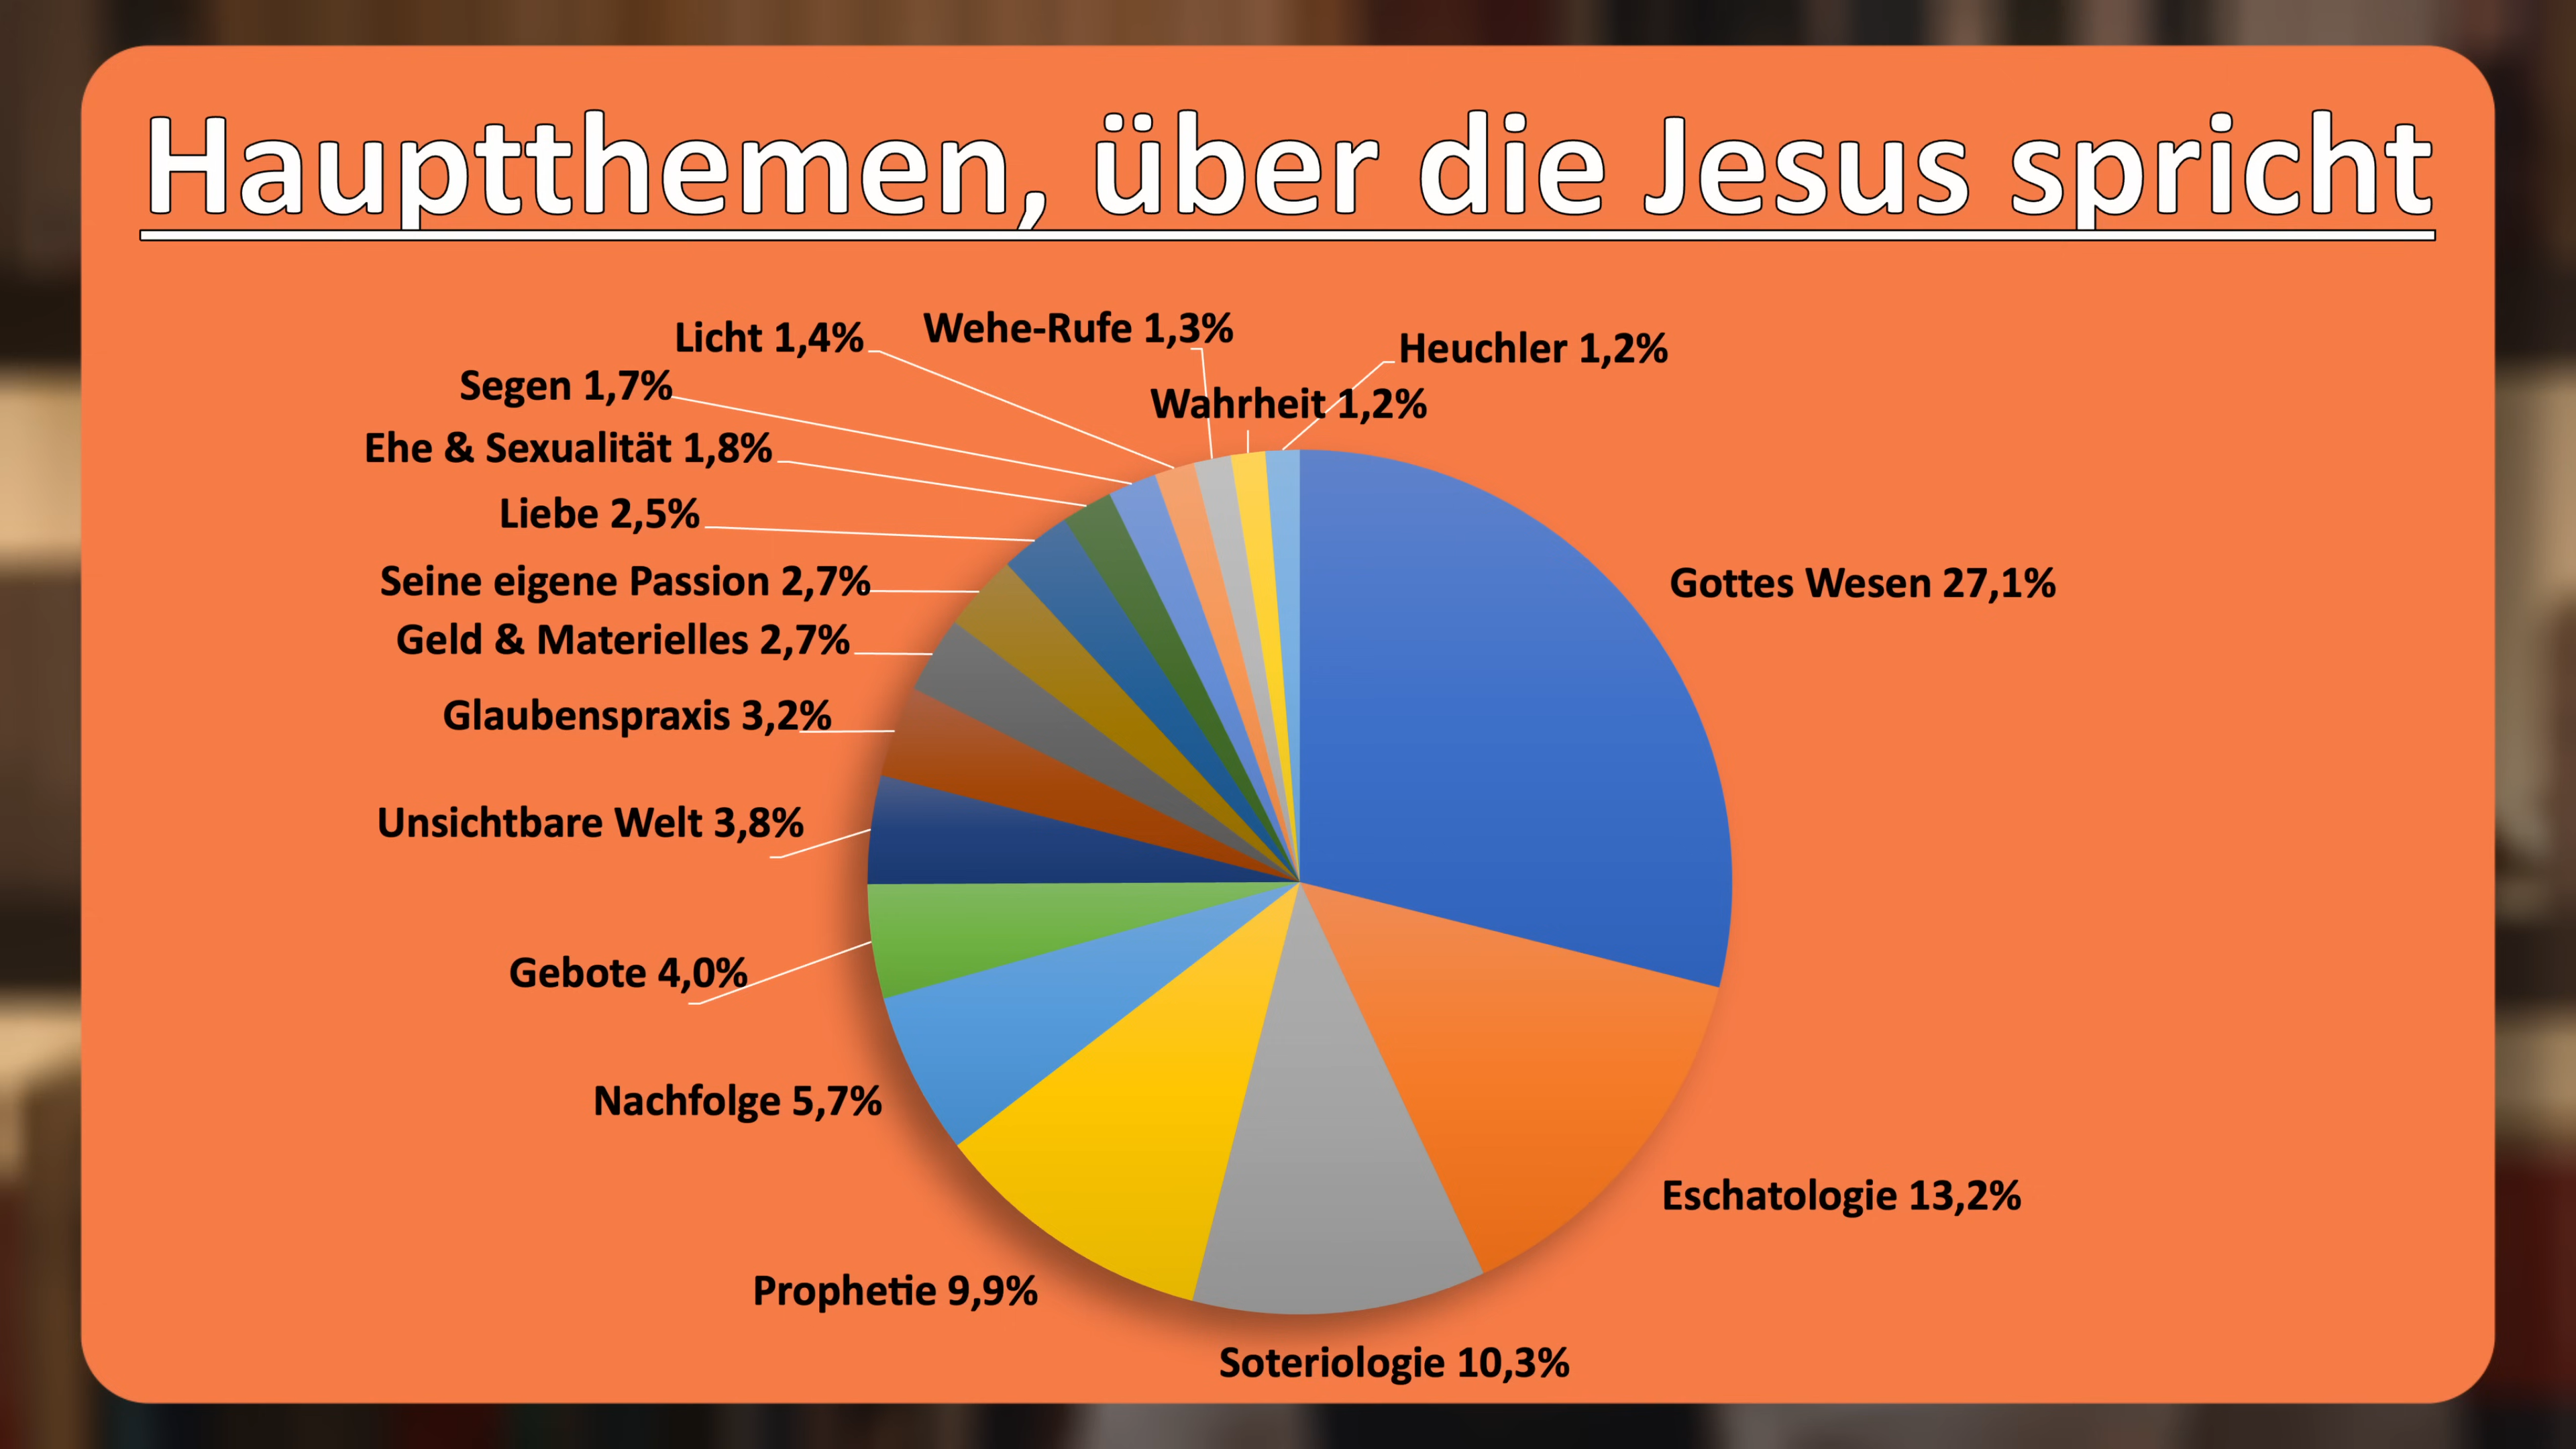 Hauptthemen, über die Jesus spricht
Licht 1,4%
Wehe-Rufe 1,3%
Heuchler 1,2%
Segen 1,7%
Wahrheit 1,2%
Ehe & Sexualität 1,8%
Liebe 2,5%
Seine eigene Passion 2,7%
Gottes Wesen 27,1%
Geld & Materielles 2,7%
Glaubenspraxis 3,2%
Unsichtbare Welt 3,8%
Gebote 4,0%
Nachfolge 5,7%
Eschatologie 13,2%
Prophetie 9,9%
Soteriologie 10,3%